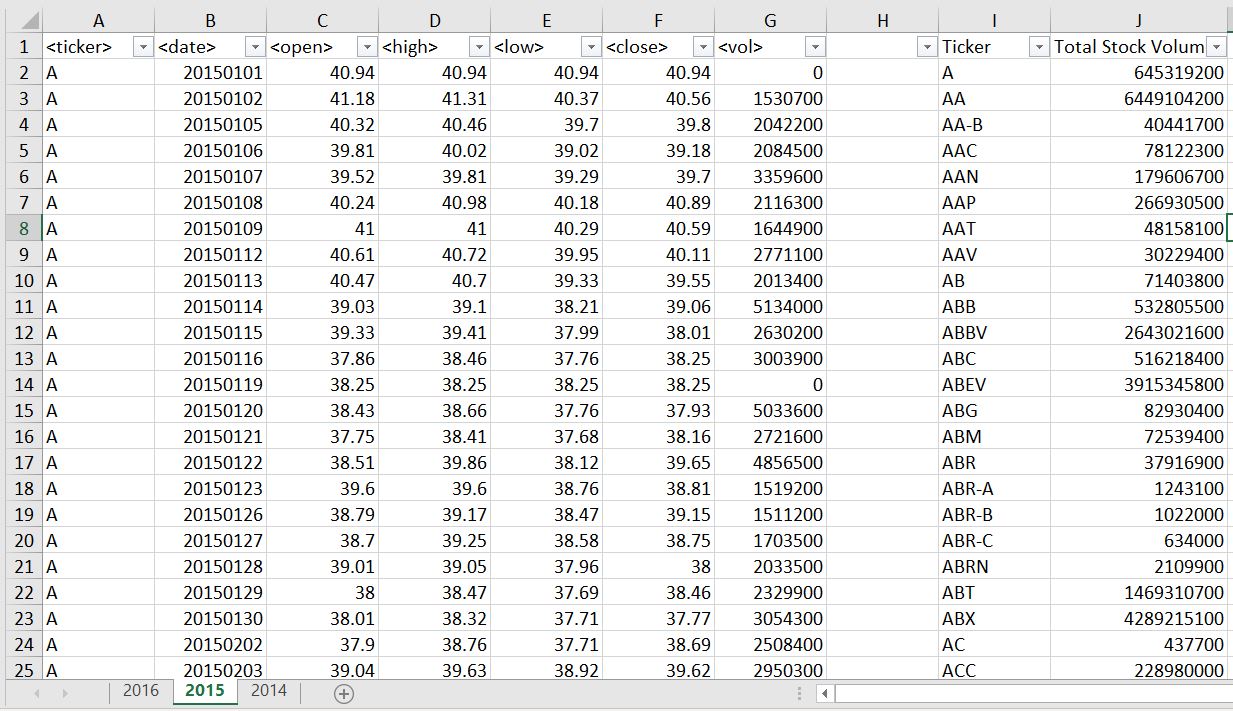 A B C D E F G H I J
1 <ticker> <date> <open> <high> <low> <close> <vol> Ticker Total Stock Volum
2 A 20150101 40.94 40.94 40.94 40.94 0 A 645319200
3 A 20150102 41.18 41.31 40.37 40.56 1530700 AA 6449104200
4 A 20150105 40.32 40.46 39.7 39.8 2042200 AA-B 40441700
5 A 20150106 39.81 40.02 39.02 39.18 2084500 AAC 78122300
6 A 20150107 39.52 39.81 39.29 39.7 3359600 AAN 179606700
7 A 20150108 40.24 40.98 40.18 40.89 2116300 AAP 266930500
8 A 20150109 41 41 40.29 40.59 1644900 AAT 48158100
9 A 20150112 40.61 40.72 39.95 40.11 2771100 AAV 30229400
10 A 20150113 40.47 40.7 39.33 39.55 2013400 AB 71403800
11 A 20150114 39.03 39.1 38.21 39.06 5134000 ABB 532805500
12 A 20150115 39.33 39.41 37.99 38.01 2630200 ABBV 2643021600
13 A 20150116 37.86 38.46 37.76 38.25 3003900 ABC 516218400
14 A 20150119 38.25 38.25 38.25 38.25 0 ABEV 3915345800
15 A 20150120 38.43 38.66 37.76 37.93 5033600 ABG 82930400
16 A 20150121 37.75 38.41 37.68 38.16 2721600 ABM 72539400
17 A 20150122 38.51 39.86 38.12 39.65 4856500 ABR 37916900
18 A 20150123 39.6 39.6 38.76 38.81 1519200 ABR-A 1243100
19 A 20150126 38.79 39.17 38.47 39.15 1511200 ABR-B 1022000
20 A 20150127 38.7 39.25 38.58 38.75 1703500 ABR-C 634000
21 A 20150128 39.01 39.05 37.96 38 2033500 ABRN 2109900
22 A 20150129 38 38.47 37.69 38.46 2329900 ABT 1469310700
23 A 20150130 38.01 38.32 37.71 37.77 3054300 ABX 4289215100
24 A 20150202 37.9 38.76 37.71 38.69 2508400 AC 437700
25 A 20150203 39.04 39.63 38.92 39.62 2950300 ACC 228980000
2016 2015 2014